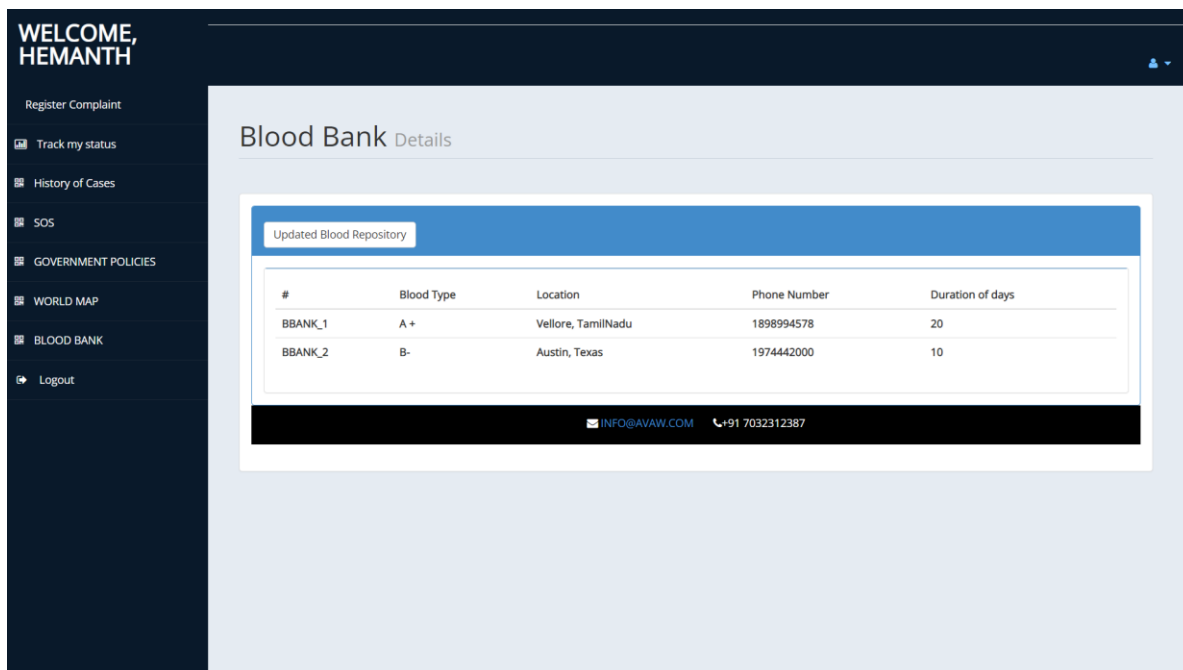 WELCOME,
HEMANTH
Register Complaint
Track my status
History of Cases
SOS
GOVERNMENT POLICIES
WORLD MAP
BLOOD BANK
Logout
Blood Bank Details
Updated Blood Repository
# Blood Type Location Phone Number Duration of days
BBANK_1 A + Vellore, TamilNadu 1898994578 20
BBANK_2 B- Austin, Texas 1974442000 10
INFO@AVAW.COM +91 7032312387